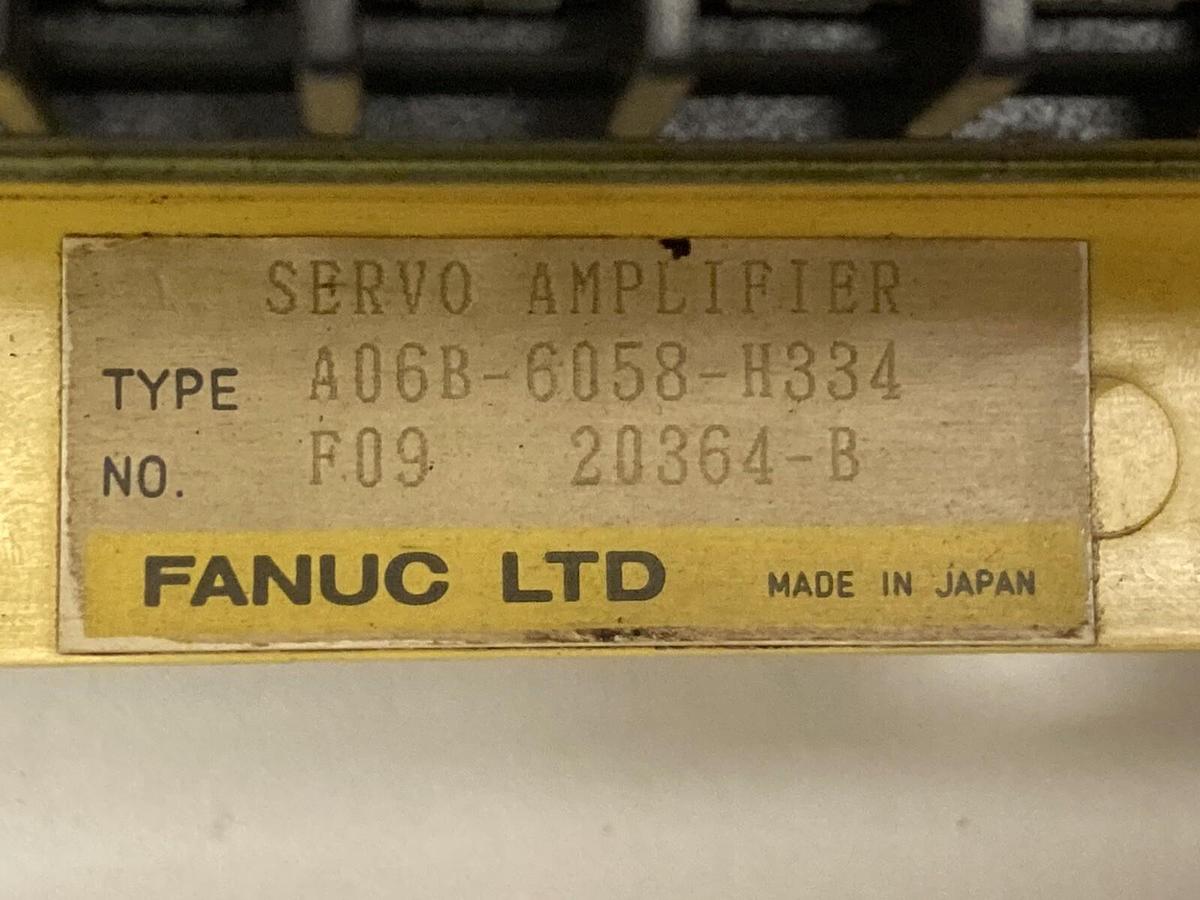 SERVO AMPLIFIER
TYPE A06B-6058-H334
NO. F09 20364-B
FANUC LTD MADE IN JAPAN